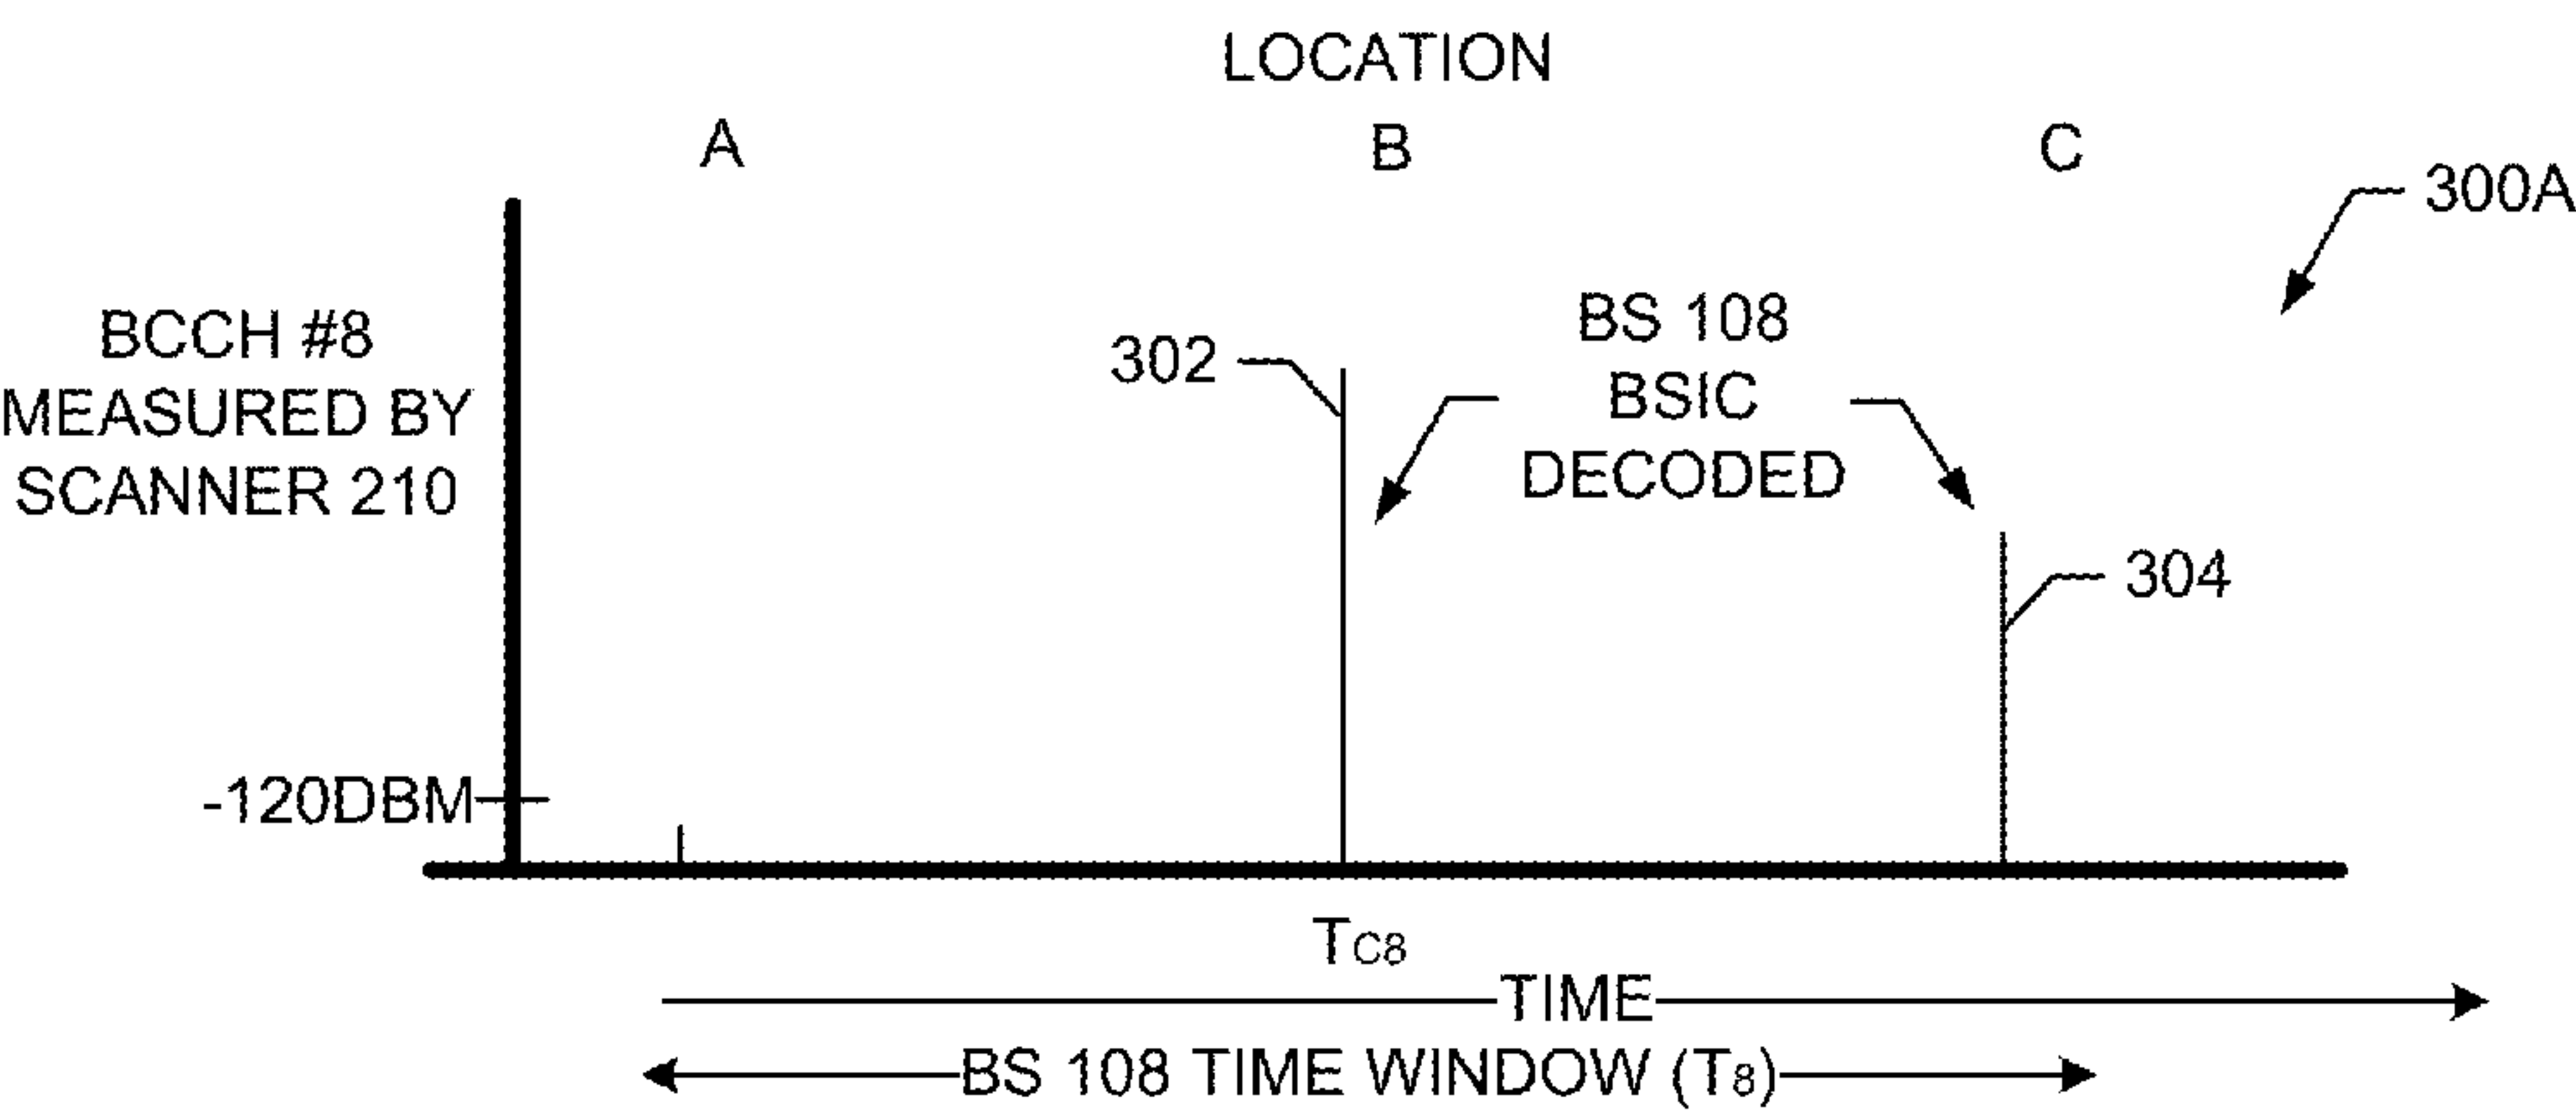 LOCATION
A B C
300A
BCCH #8
MEASURED BY
SCANNER 210
302
BS 108
BSIC
DECODED
304
-120DBM
TC8
TIME
BS 108 TIME WINDOW (T8)